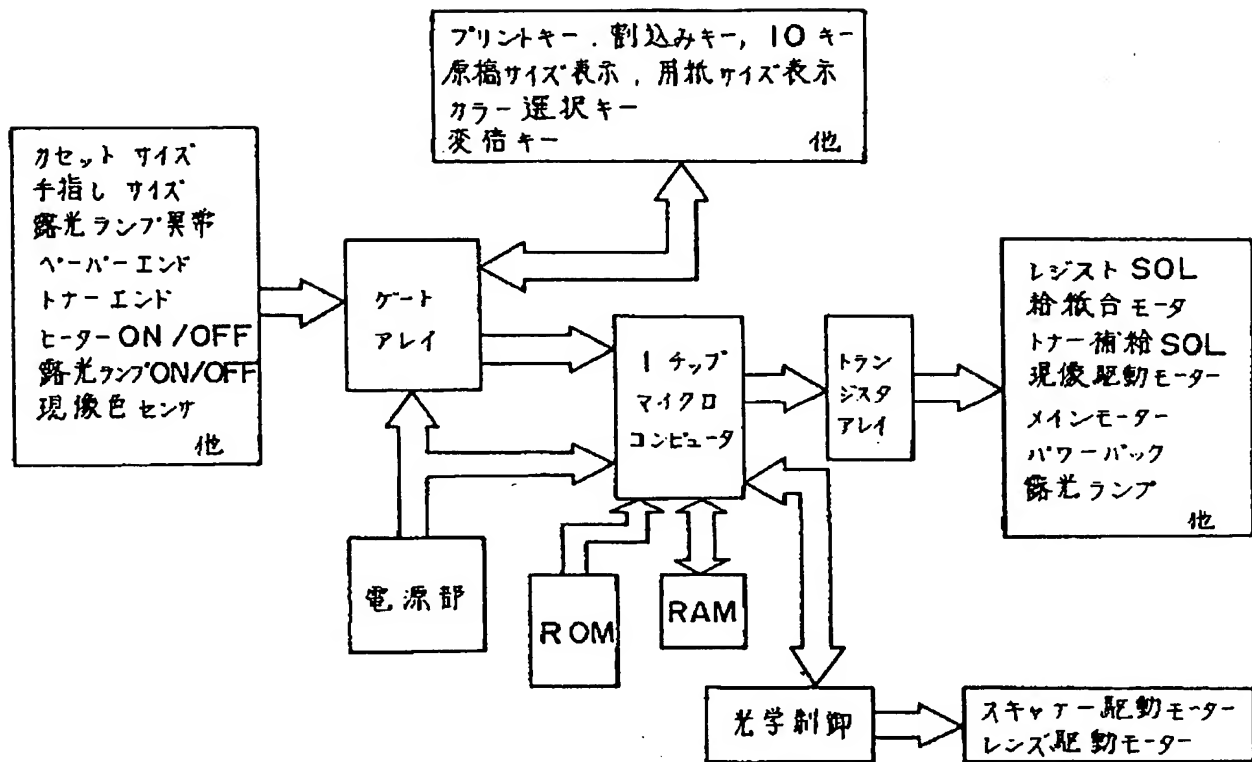 プリントキー，割込みキー，10キー
原稿サイズ表示，用紙サイズ表示
カラー選択キー
変倍キー 他
カセット サイズ
手指し サイズ
露光ランプ異常
ペーパーエンド
トナーエンド
ヒーターON/OFF
露光ランプON/OFF
現像色センサ
他
ゲート
アレイ
1チップ
マイクロ
コンピュータ
トラン
ジスタ
アレイ
レジストSOL
給紙台モータ
トナー補給SOL
現像駆動モーター
メインモーター
パワーパック
露光ランプ
他
電源部
ROM
RAM
光学制御
スキャナー駆動モーター
レンズ駆動モーター